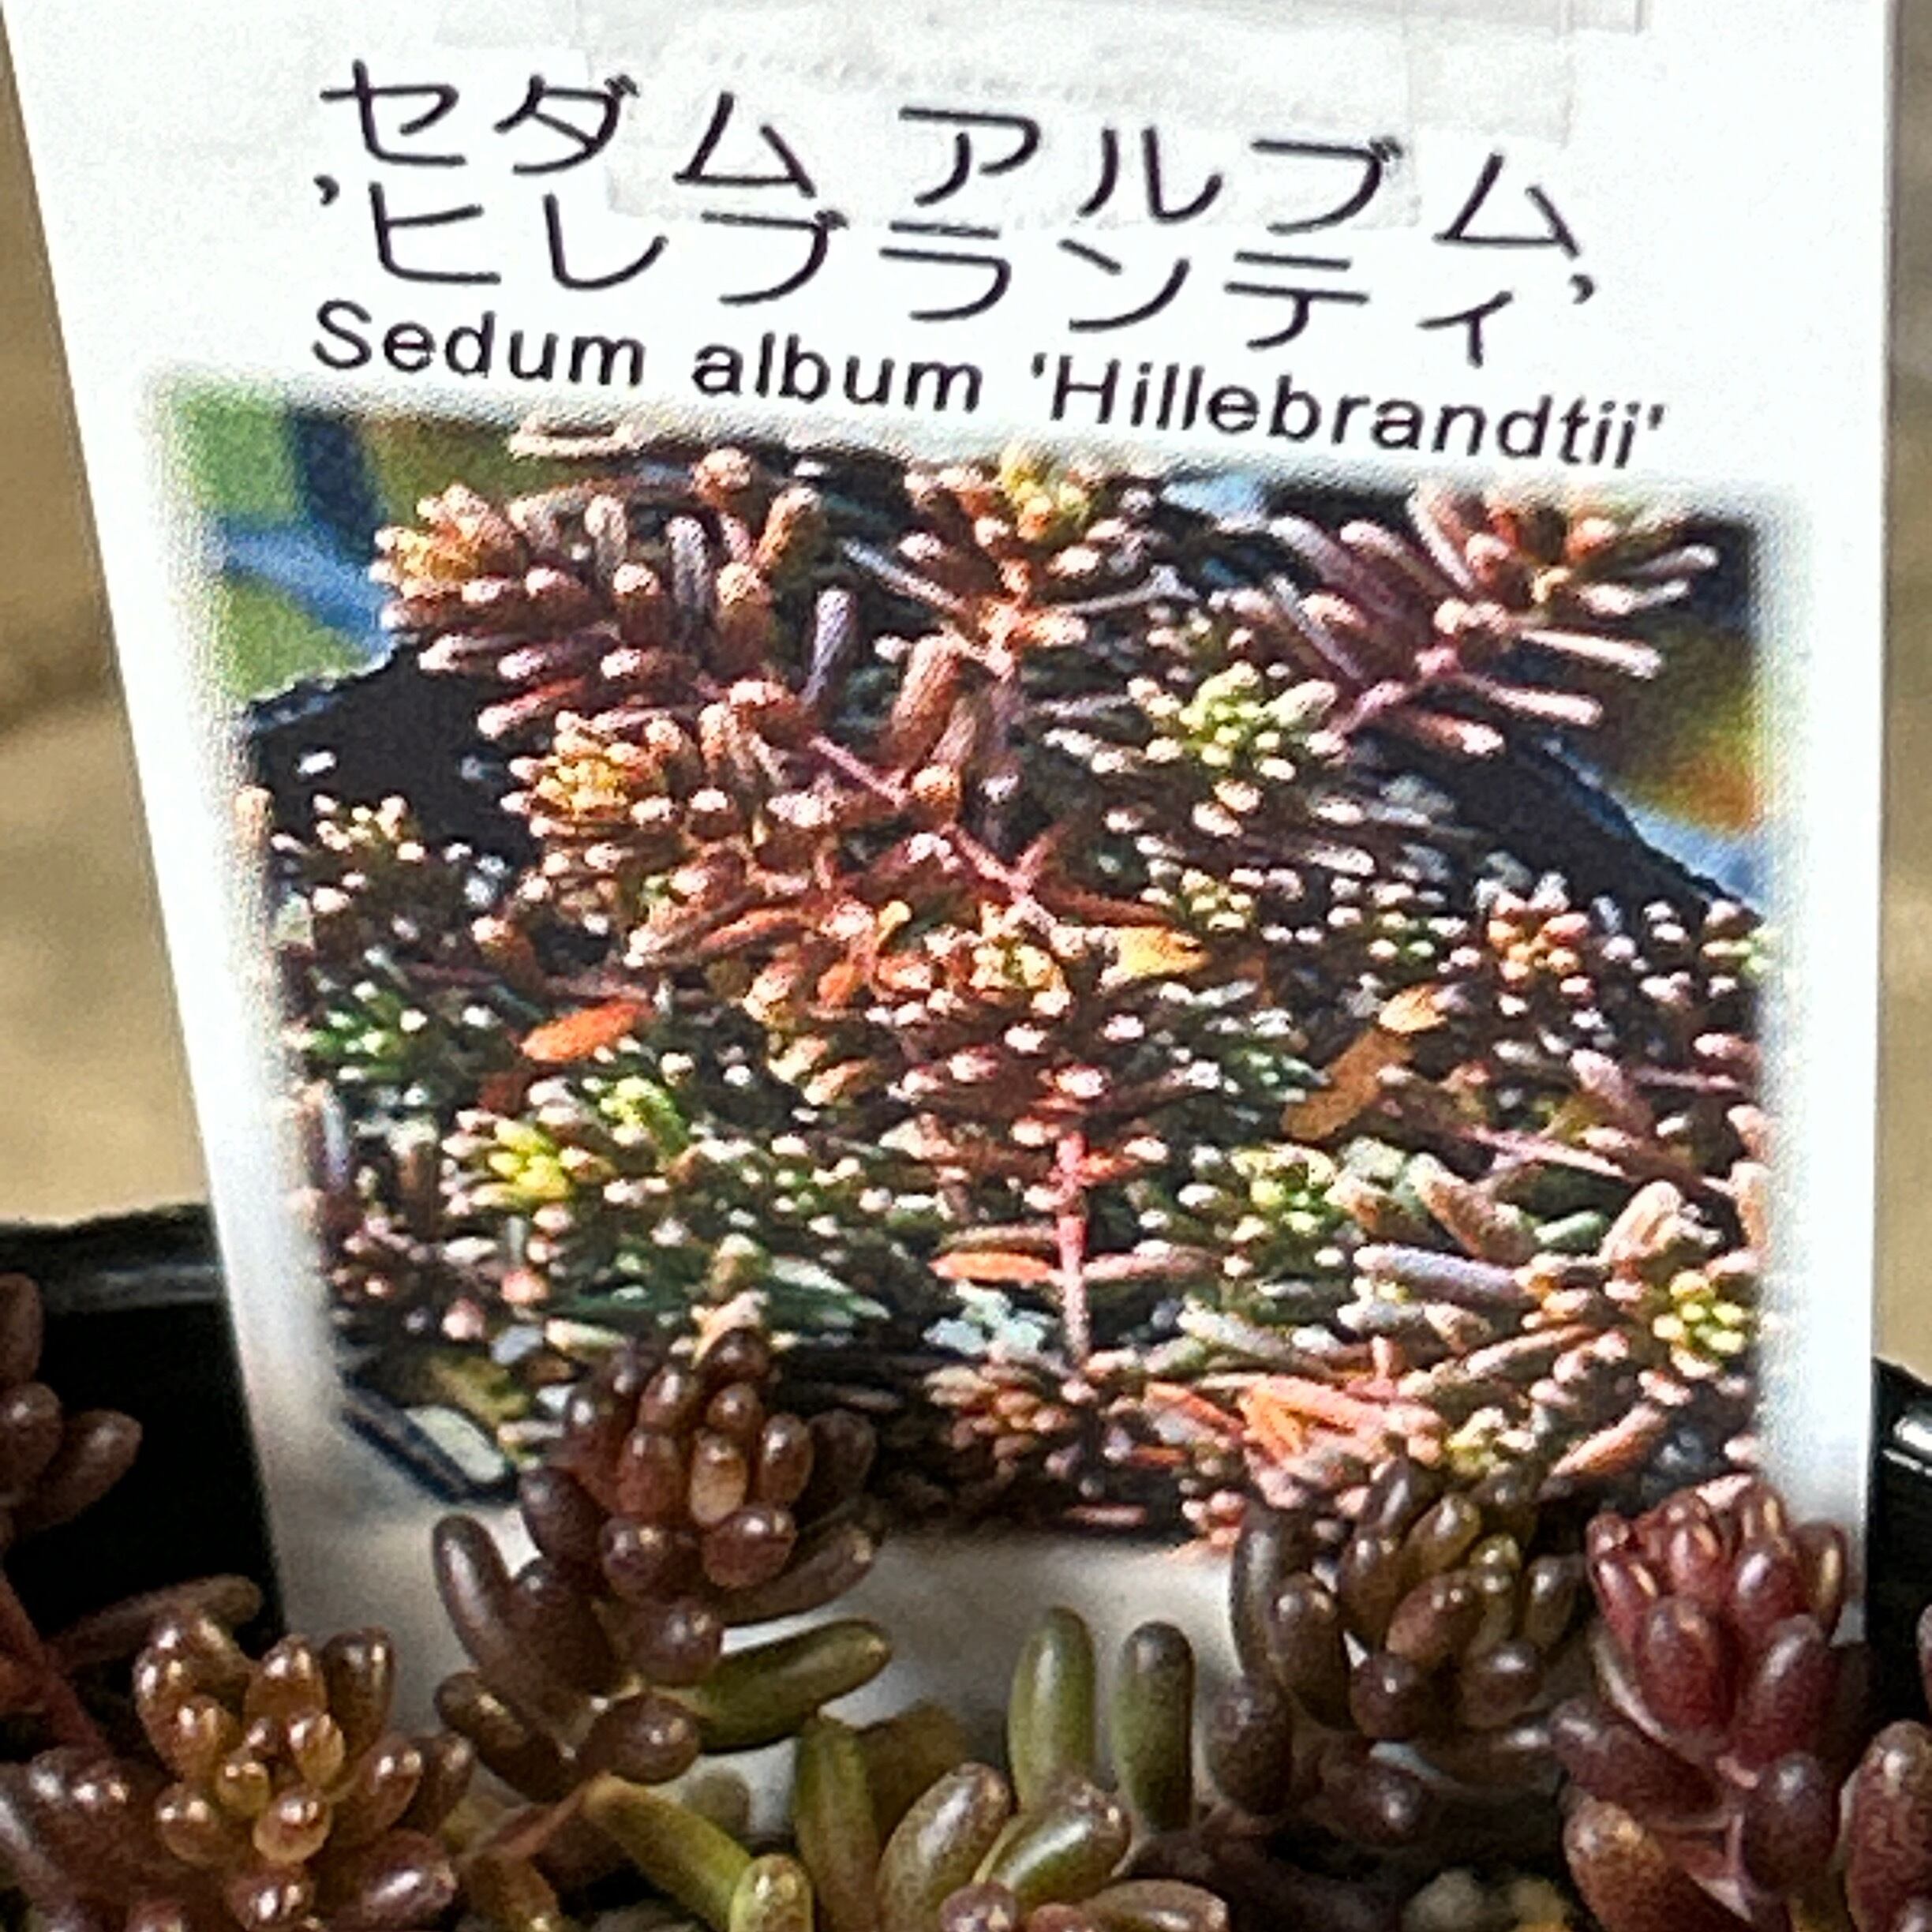 セダム アルブム
’ヒレブランティ’
Sedum album 'Hillebrandtii'